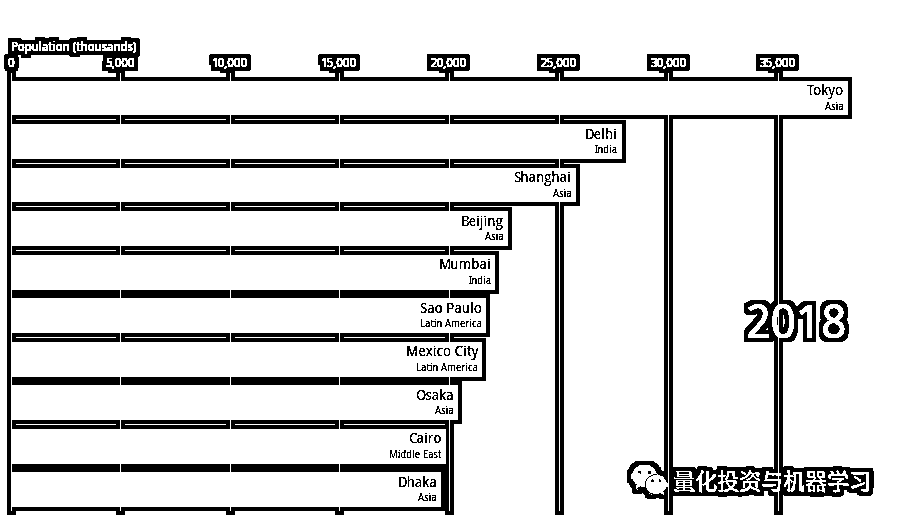 Population (thousands)
0 5,000 10,000 15,000 20,000 25,000 30,000 35,000
Tokyo
Asia
Delhi
India
Shanghai
Asia
Beijing
Asia
Mumbai
India
Sao Paulo
Latin America
2018
Mexico City
Latin America
Osaka
Asia
Cairo
Middle East
Dhaka
Asia
量化投资与机器学习